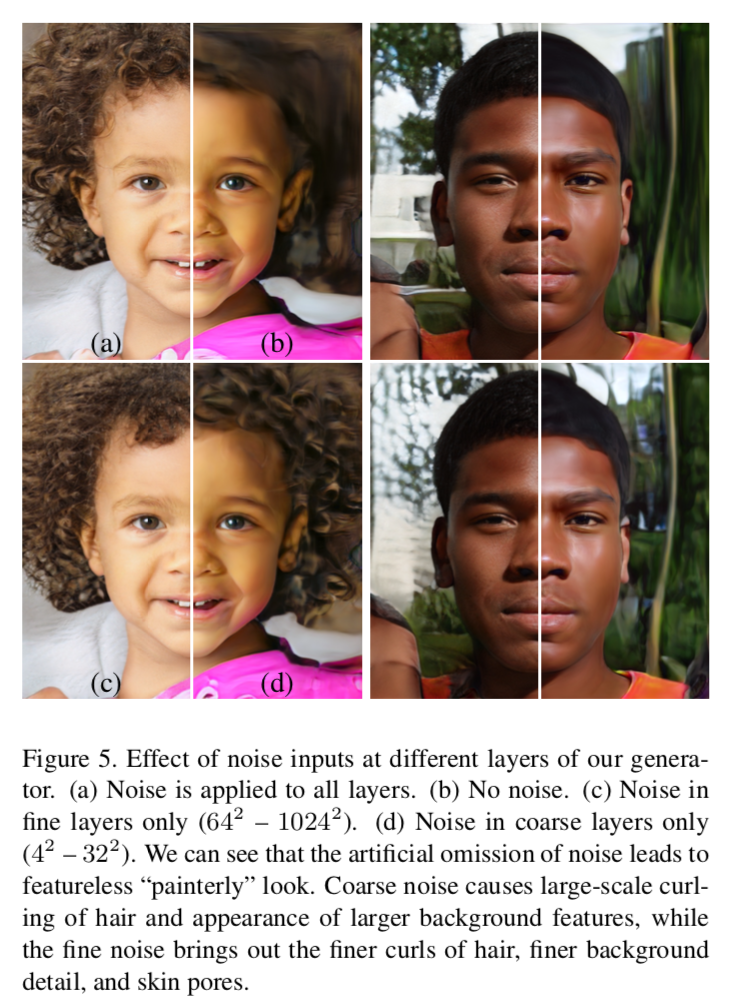 (a) (b)
(c) (d)
Figure 5. Effect of noise inputs at different layers of our genera-
tor. (a) Noise is applied to all layers. (b) No noise. (c) Noise in
fine layers only (64² – 1024²). (d) Noise in coarse layers only
(4² – 32²). We can see that the artificial omission of noise leads to
featureless “painterly” look. Coarse noise causes large-scale curl-
ing of hair and appearance of larger background features, while
the fine noise brings out the finer curls of hair, finer background
detail, and skin pores.